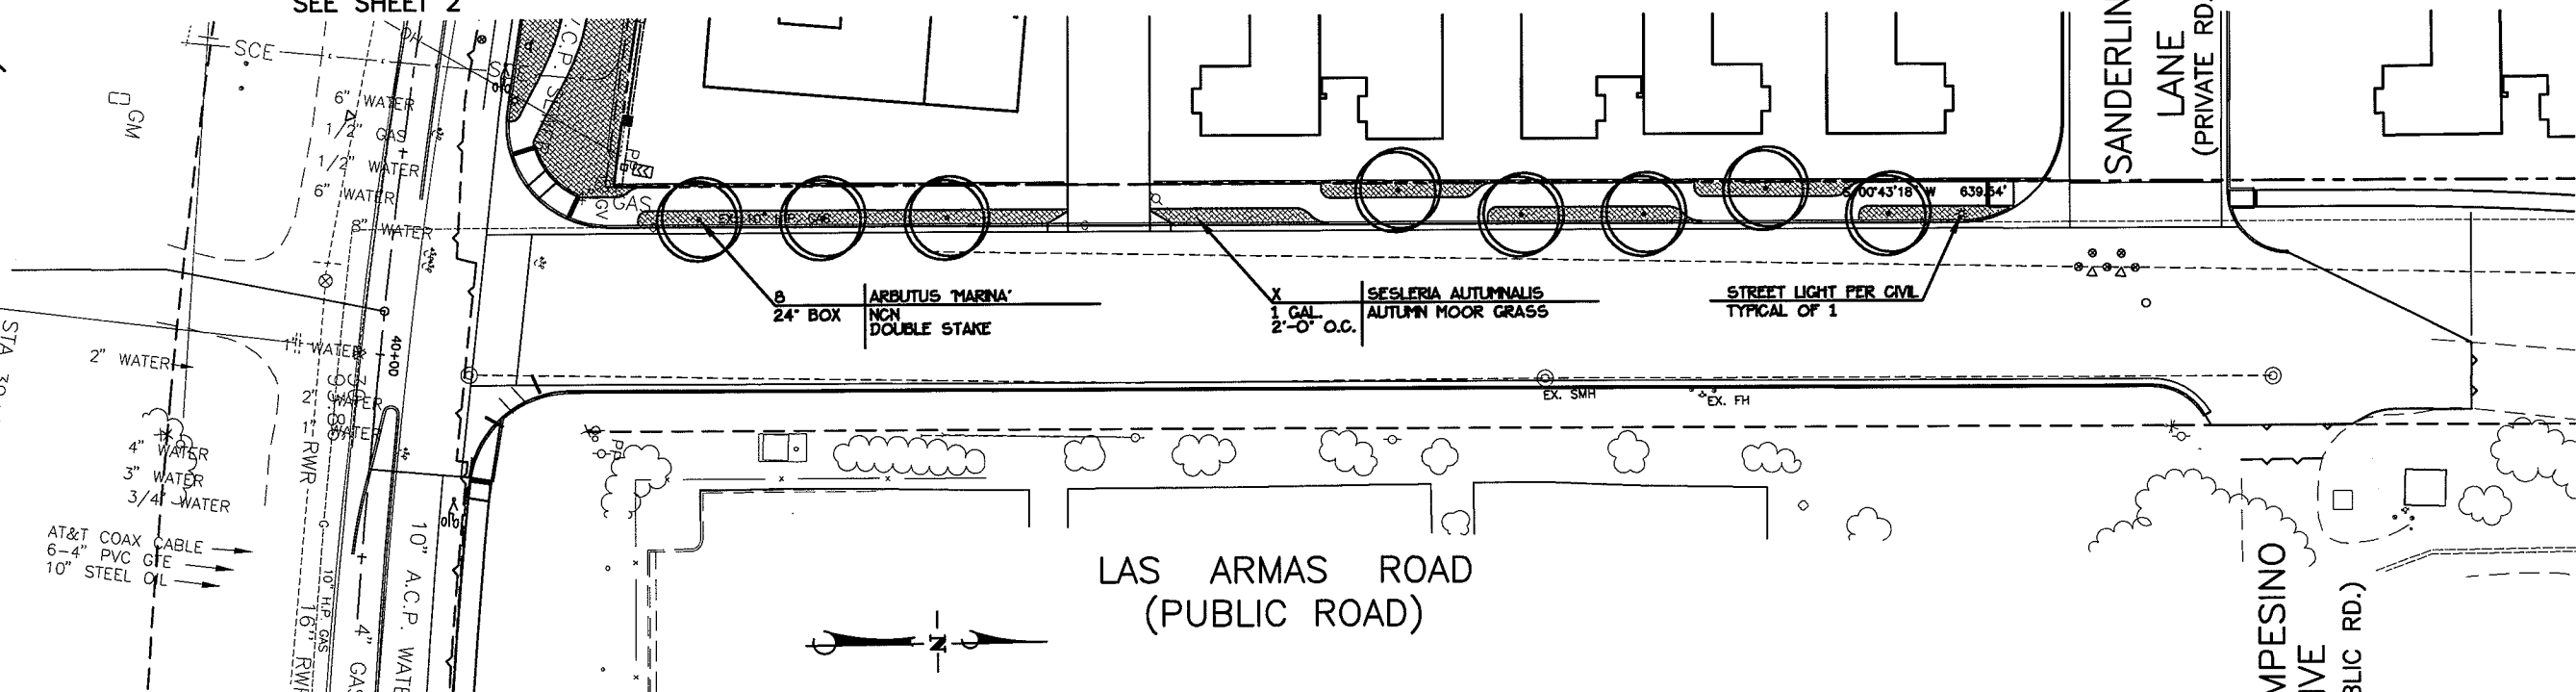 SEE SHEET 2
SCE
GM
6" WATER
1/2" GAS
1/2" WATER
6" WATER
8" WATER
GAS
GV
EX. 10" H.P. GAS
00°43'18" W 639.54'
SANDERLIN
LANE
(PRIVATE RD.
8
24" BOX
ARBUTUS 'MARINA'
NCN
DOUBLE STAKE
X
1 GAL.
2'-0" O.C.
SESLERIA AUTUMNALIS
AUTUMN MOOR GRASS
STREET LIGHT PER CIVIL
TYPICAL OF 1
STA
40+00
1" WATER
2" WATER
2" WATER
1" WATER
4" WATER
3" WATER
3/4" WATER
RWR
AT&T COAX CABLE
6-4" PVC GTE
10" STEEL OIL
10" H.P. GAS
16" RWR
4" GAS
10" A.C.P. WATE
PP
EX. SMH
EX. FH
LAS ARMAS ROAD
(PUBLIC ROAD)
N
MPESINO
IVE
BLIC RD.)